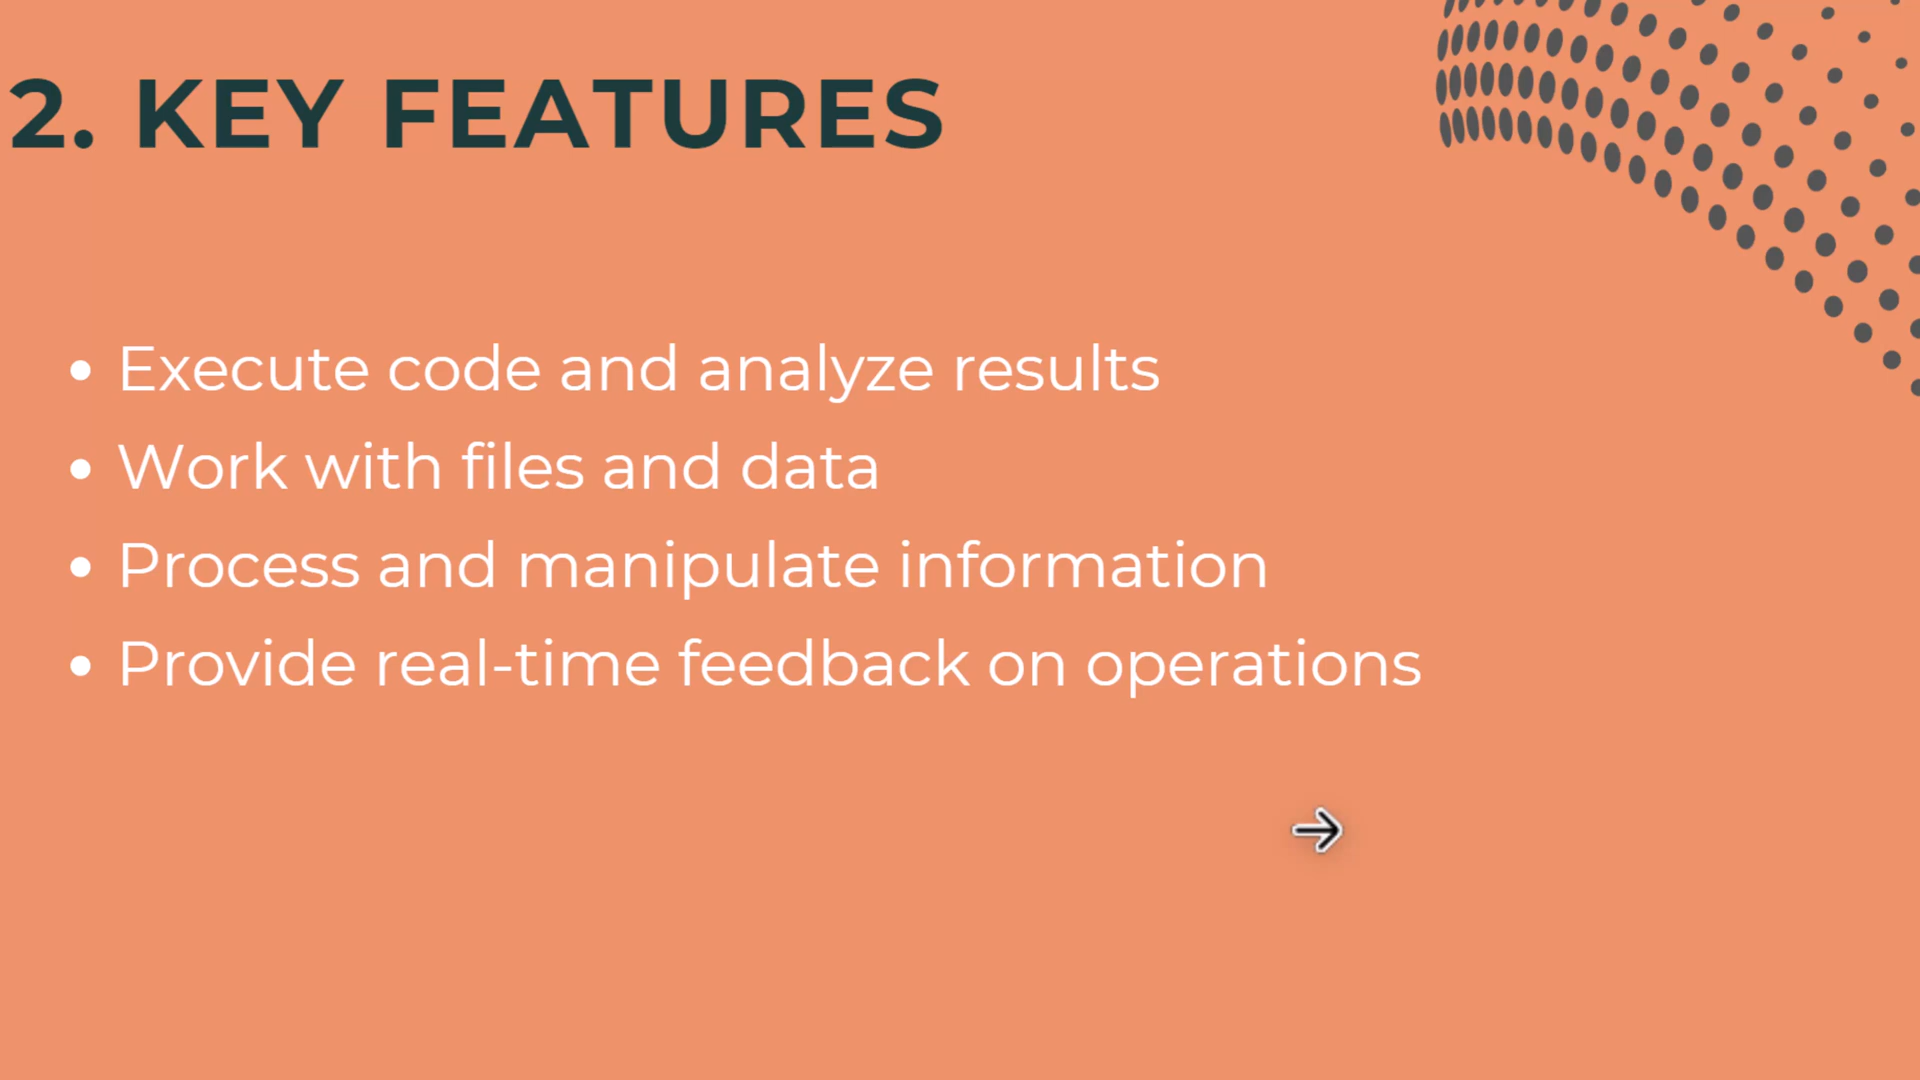 2. KEY FEATURES
• Execute code and analyze results
• Work with files and data
• Process and manipulate information
• Provide real-time feedback on operations